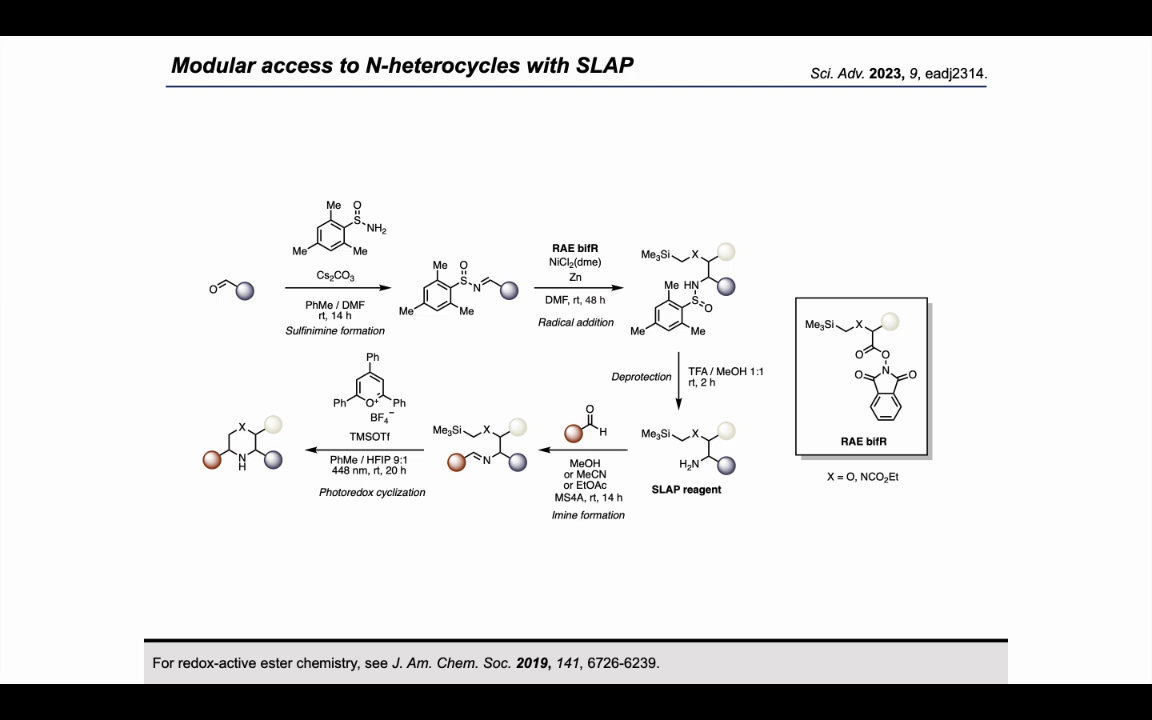 Modular access to N-heterocycles with SLAP
Sci. Adv. 2023, 9, eadj2314.
Me
O
S
NH2
Me
Me
O
Cs2CO3
PhMe / DMF
rt, 14 h
Sulfinimine formation
Me
O
S
N
Me
Me
RAE bifR
NiCl2(dme)
Zn
DMF, rt, 48 h
Radical addition
Me3Si
X
Me
HN
S
O
Me
Me
Deprotection
TFA / MeOH 1:1
rt, 2 h
Me3Si
X
O
O
N
O
O
RAE bifR
X = O, NCO2Et
Me3Si
X
H2N
SLAP reagent
O
H
MeOH
or MeCN
or EtOAc
MS4A, rt, 14 h
Imine formation
Me3Si
X
N
Ph
Ph
O+
Ph
BF4−
TMSOTf
PhMe / HFIP 9:1
448 nm, rt, 20 h
Photoredox cyclization
X
N
H
For redox-active ester chemistry, see J. Am. Chem. Soc. 2019, 141, 6726-6239.